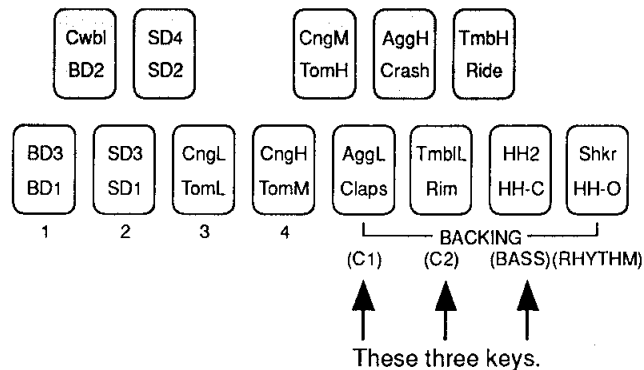 Cwbl SD4 CngM AggH TmbH
BD2 SD2 TomH Crash Ride
BD3 SD3 CngL CngH AggL TmblL HH2 Shkr
BD1 SD1 TomL TomM Claps Rim HH-C HH-O
1 2 3 4
BACKING
(C1) (C2) (BASS)(RHYTHM)
These three keys.